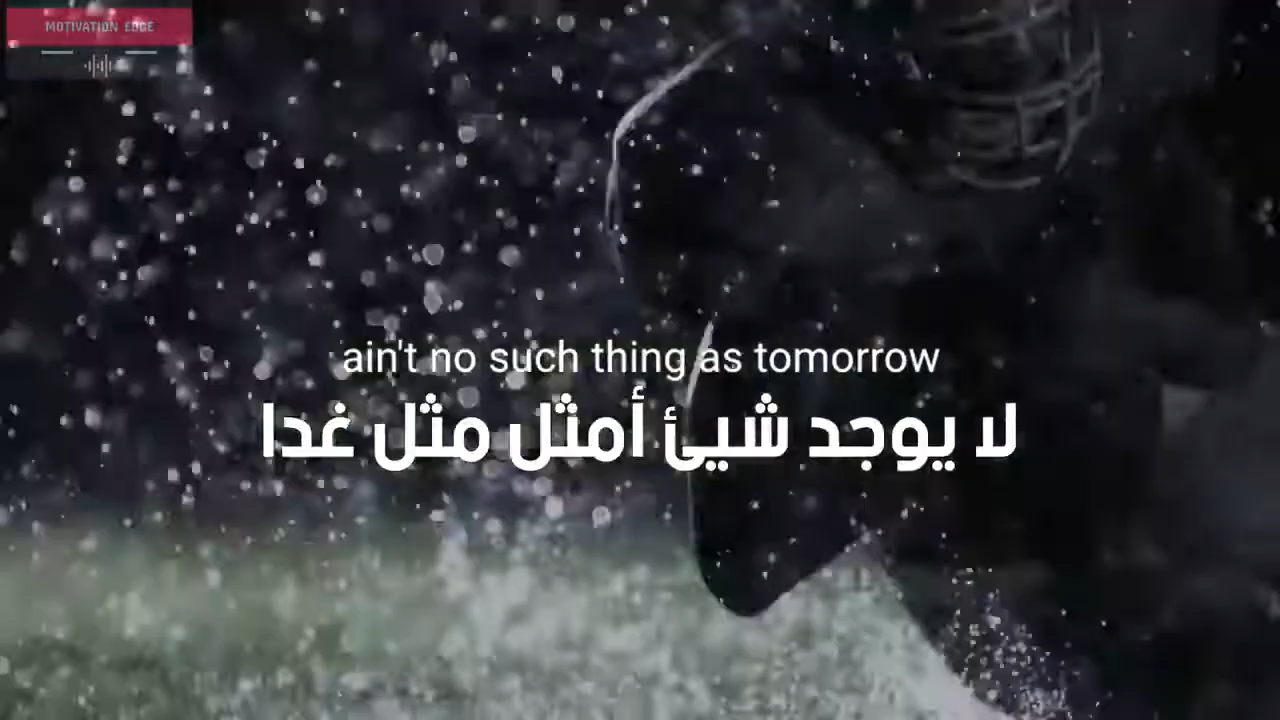 MOTIVATION EDGE
ain't no such thing as tomorrow
لا يوجد شيئ أمثل مثل غدا